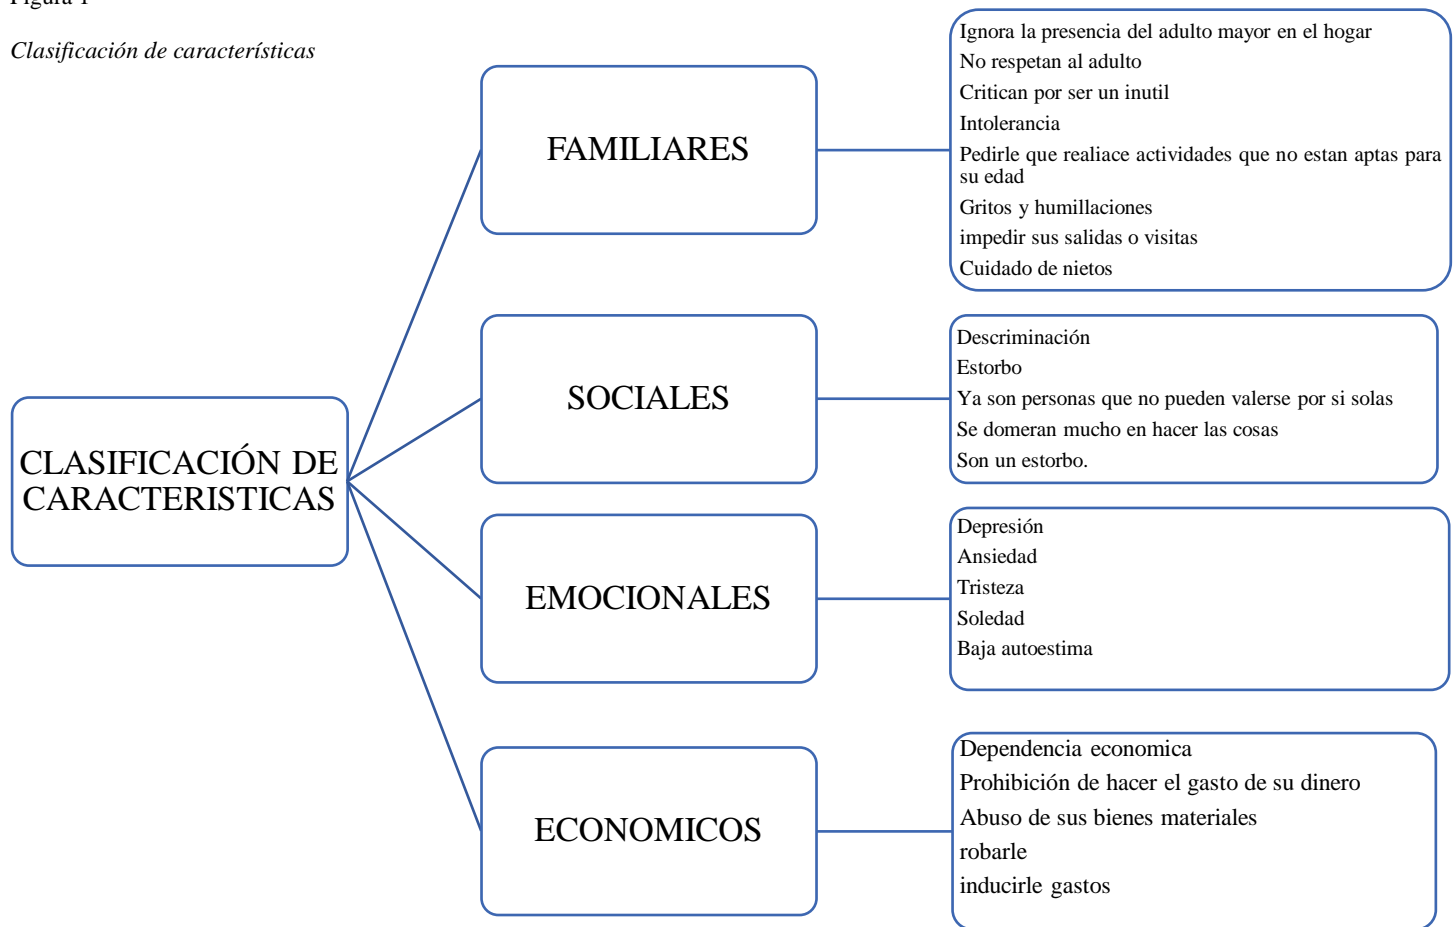 Figura 1
Clasificación de características
CLASIFICACIÓN DE
CARACTERISTICAS
FAMILIARES
Ignora la presencia del adulto mayor en el hogar
No respetan al adulto
Critican por ser un inutil
Intolerancia
Pedirle que realiace actividades que no estan aptas para
su edad
Gritos y humillaciones
impedir sus salidas o visitas
Cuidado de nietos
SOCIALES
Descriminación
Estorbo
Ya son personas que no pueden valerse por si solas
Se domeran mucho en hacer las cosas
Son un estorbo.
EMOCIONALES
Depresión
Ansiedad
Tristeza
Soledad
Baja autoestima
ECONOMICOS
Dependencia economica
Prohibición de hacer el gasto de su dinero
Abuso de sus bienes materiales
robarle
inducirle gastos